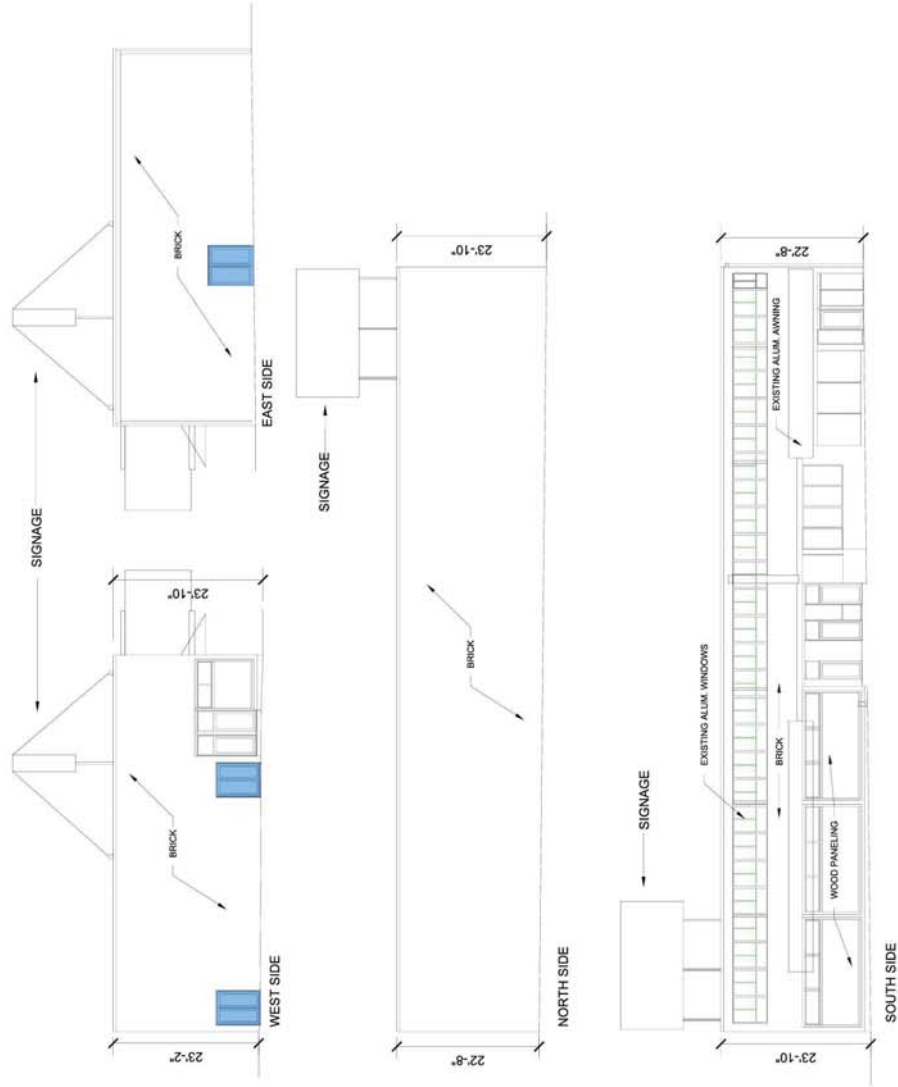 SIGNAGE
23'-2"
BRICK
23'-10"
WEST SIDE
BRICK
EAST SIDE
SIGNAGE
22'-8"
BRICK
23'-10"
NORTH SIDE
SIGNAGE
23'-10"
EXISTING ALUM. WINDOWS
BRICK
WOOD PANELING
EXISTING ALUM. AWNING
22'-8"
SOUTH SIDE